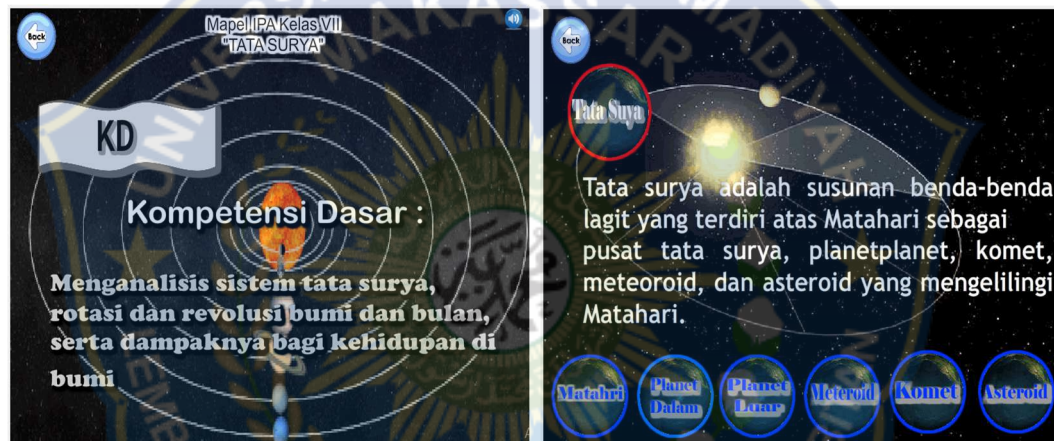 Back
Mapel IPA Kelas VII
"TATA SURYA"
KD
Kompetensi Dasar :
Menganalisis sistem tata surya,
rotasi dan revolusi bumi dan bulan,
serta dampaknya bagi kehidupan di
bumi
Back
Tata Suya
Tata surya adalah susunan benda-benda
lagit yang terdiri atas Matahari sebagai
pusat tata surya, planetplanet, komet,
meteoroid, dan asteroid yang mengelilingi
Matahari.
Matahri
Planet
Dalam
Planet
Luar
Meteroid
Komet
Asteroid